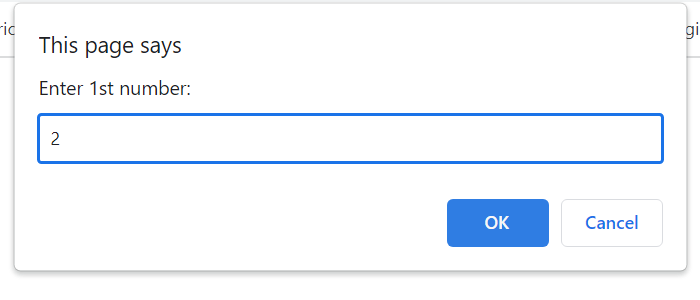 This page says
Enter 1st number:
2
OK
Cancel